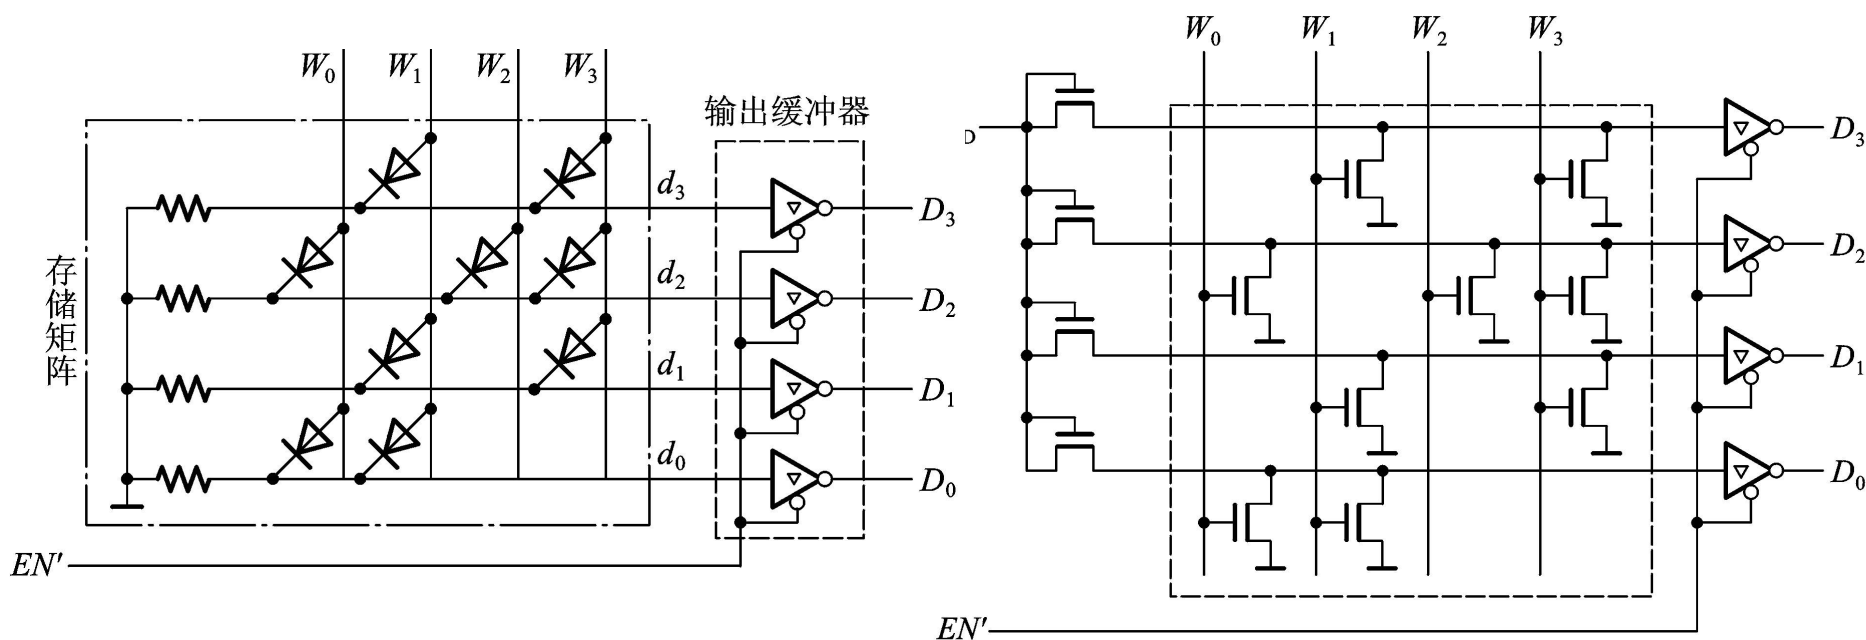 W₀ W₁ W₂ W₃
输出缓冲器
存储矩阵
d₃
D₃
d₂
D₂
d₁
D₁
d₀
D₀
EN′
W₀ W₁ W₂ W₃
D₃
D₂
D₁
D₀
EN′